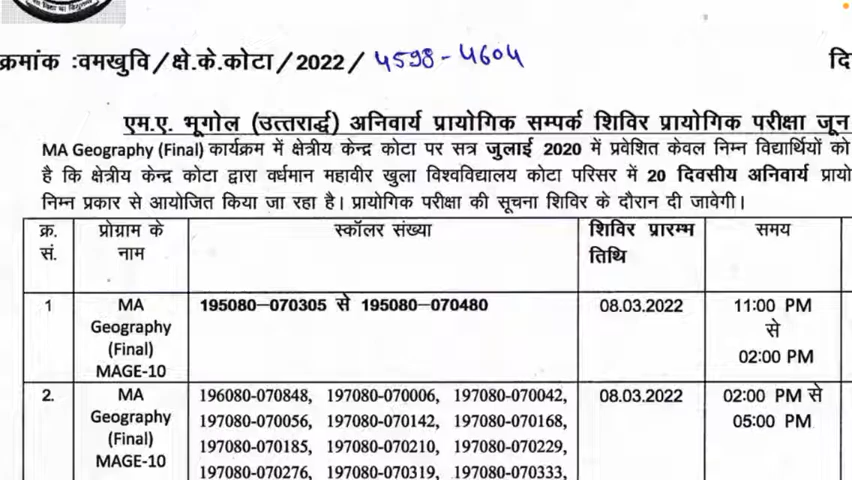 क्रमांक :वमखुवि/क्षे.के.कोटा/2022/ 4598-4604
एम.ए. भूगोल (उत्तरार्द्ध) अनिवार्य प्रायोगिक सम्पर्क शिविर प्रायोगिक परीक्षा जून
MA Geography (Final) कार्यक्रम में क्षेत्रीय केन्द्र कोटा पर सत्र जुलाई 2020 में प्रवेशित केवल निम्न विद्यार्थियों को
है कि क्षेत्रीय केन्द्र कोटा द्वारा वर्धमान महावीर खुला विश्वविद्यालय कोटा परिसर में 20 दिवसीय अनिवार्य प्रायो
निम्न प्रकार से आयोजित किया जा रहा है। प्रायोगिक परीक्षा की सूचना शिविर के दौरान दी जावेगी।
क्र. सं. प्रोग्राम के नाम स्कॉलर संख्या शिविर प्रारम्भ तिथि समय
1 MA 195080–070305 से 195080–070480 08.03.2022 11:00 PM
Geography से
(Final) 02:00 PM
MAGE-10
2. MA 196080-070848, 197080-070006, 197080-070042, 08.03.2022 02:00 PM से
Geography 197080-070056, 197080-070142, 197080-070168, 05:00 PM
(Final) 197080-070185, 197080-070210, 197080-070229,
MAGE-10 197080-070276, 197080-070319, 197080-070333,